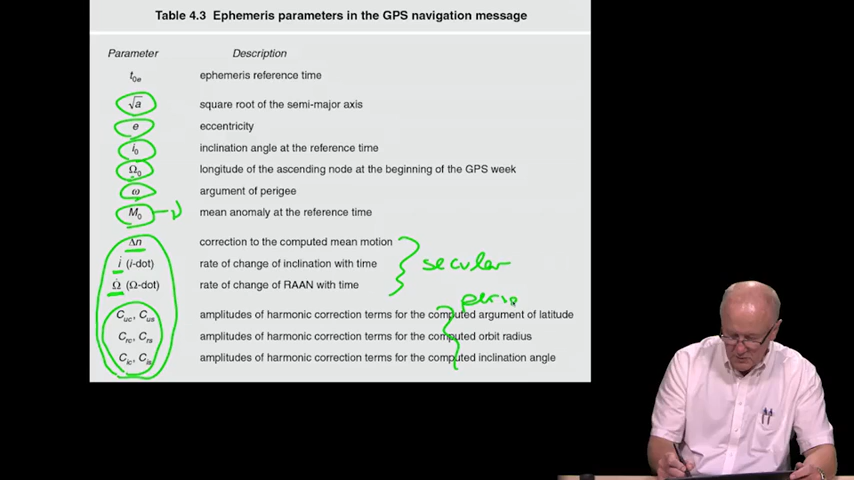 Table 4.3 Ephemeris parameters in the GPS navigation message
Parameter Description
t₀ₑ ephemeris reference time
√a square root of the semi-major axis
e eccentricity
i₀ inclination angle at the reference time
Ω₀ longitude of the ascending node at the beginning of the GPS week
ω argument of perigee
M₀ → ν mean anomaly at the reference time
Δn correction to the computed mean motion
i̇ (i-dot) rate of change of inclination with time
secular
Ω̇ (Ω-dot) rate of change of RAAN with time
perio
Cuc, Cus amplitudes of harmonic correction terms for the computed argument of latitude
Crc, Crs amplitudes of harmonic correction terms for the computed orbit radius
Cic, Cis amplitudes of harmonic correction terms for the computed inclination angle